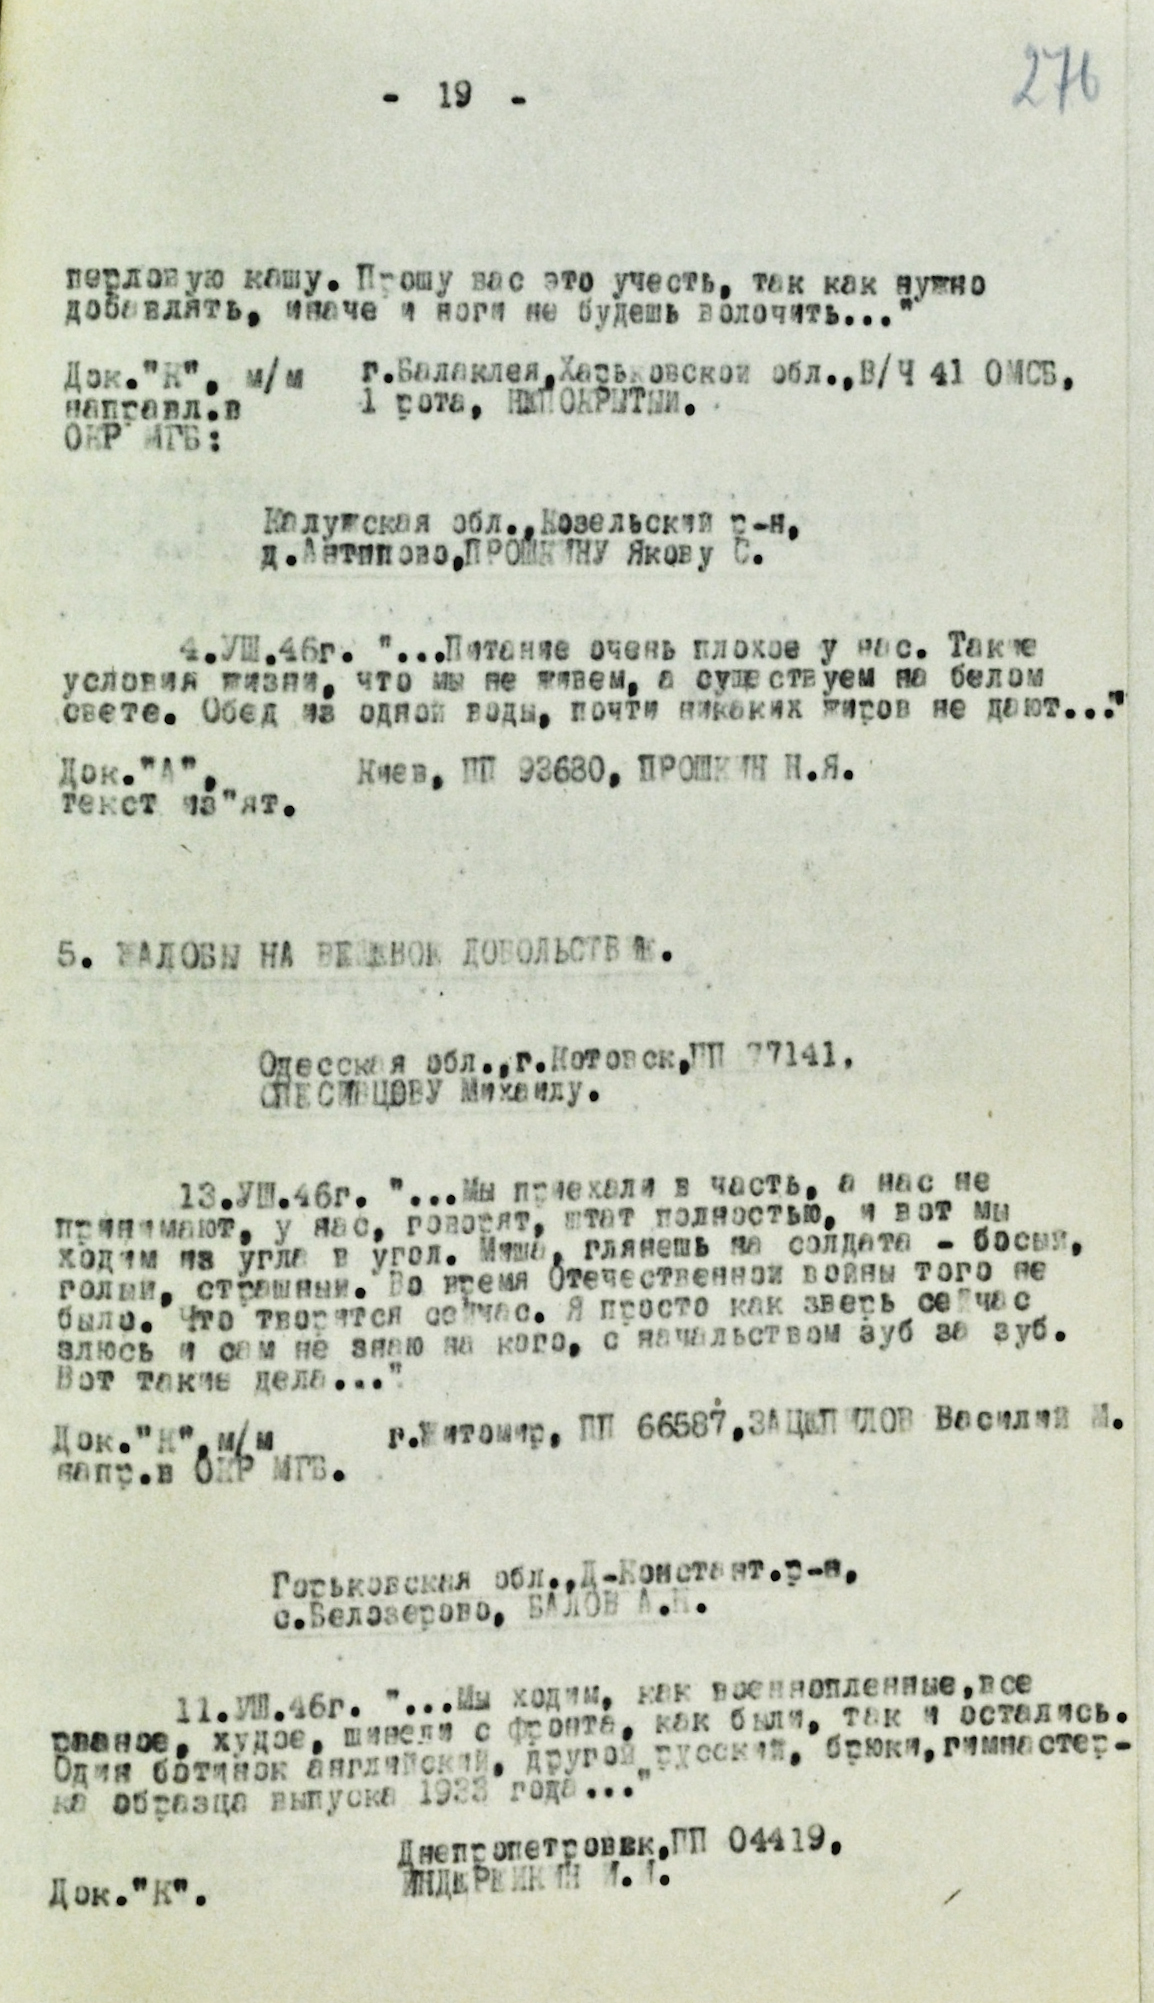 276
- 19 -
перловую кашу. Прошу вас это учесть, так как нужно
добавлять, иначе и ноги не будешь волочить..."
Док."К", м/м г.Балаклея,Харьковской обл.,В/Ч 41 ОМСБ,
направл.в 1 рота, НЕПОКРЫТЫЙ.
ОКР МГБ:
Калужская обл.,Козельский р-н,
д.Антипово,ПРОШКИНУ Якову С.
4.УШ.46г. "...Питание очень плохое у нас. Такие
условия жизни, что мы не живем, а существуем на белом
свете. Обед из одной воды, почти никаких жиров не дают..."
Док."А", Киев, ПП 93630, ПРОШКИН Н.Я.
текст из"ят.
5. ЖАЛОБЫ НА ВЕЩЕВОЕ ДОВОЛЬСТВИЕ.
Одесская обл.,г.Котовск,ПП 77141.
СПЕСИВЦОВУ Михаилу.
13.УШ.46г. "...Мы приехали в часть, а нас не
принимают, у нас, говорят, штат полностью, и вот мы
ходим из угла в угол. Миша, глянешь на солдата - босый,
голый, страшный. Во время Отечественной войны того не
было. Что творится сейчас. Я просто как зверь сейчас
злюсь и сам не знаю на кого, с начальством зуб за зуб.
Вот такие дела..."
Док."К",м/м г.Житомир, ПП 66587,ЗАЦЕПИЛОВ Василий М.
напр.в ОКР МГБ.
Горьковская обл.,Д-Констант.р-н,
с.Белозерово, БАЛОВ А.Н.
11.УШ.46г. "...Мы ходим, как военнопленные,все
рваное, худое, шинели с фронта, как были, так и остались.
Один ботинок английский, другой русский, брюки,гимнастер-
ка образца выпуска 1933 года..."
Днепропетровск,ПП 04419,
Док."К". ИНДЕРЕЙКИН И.И.